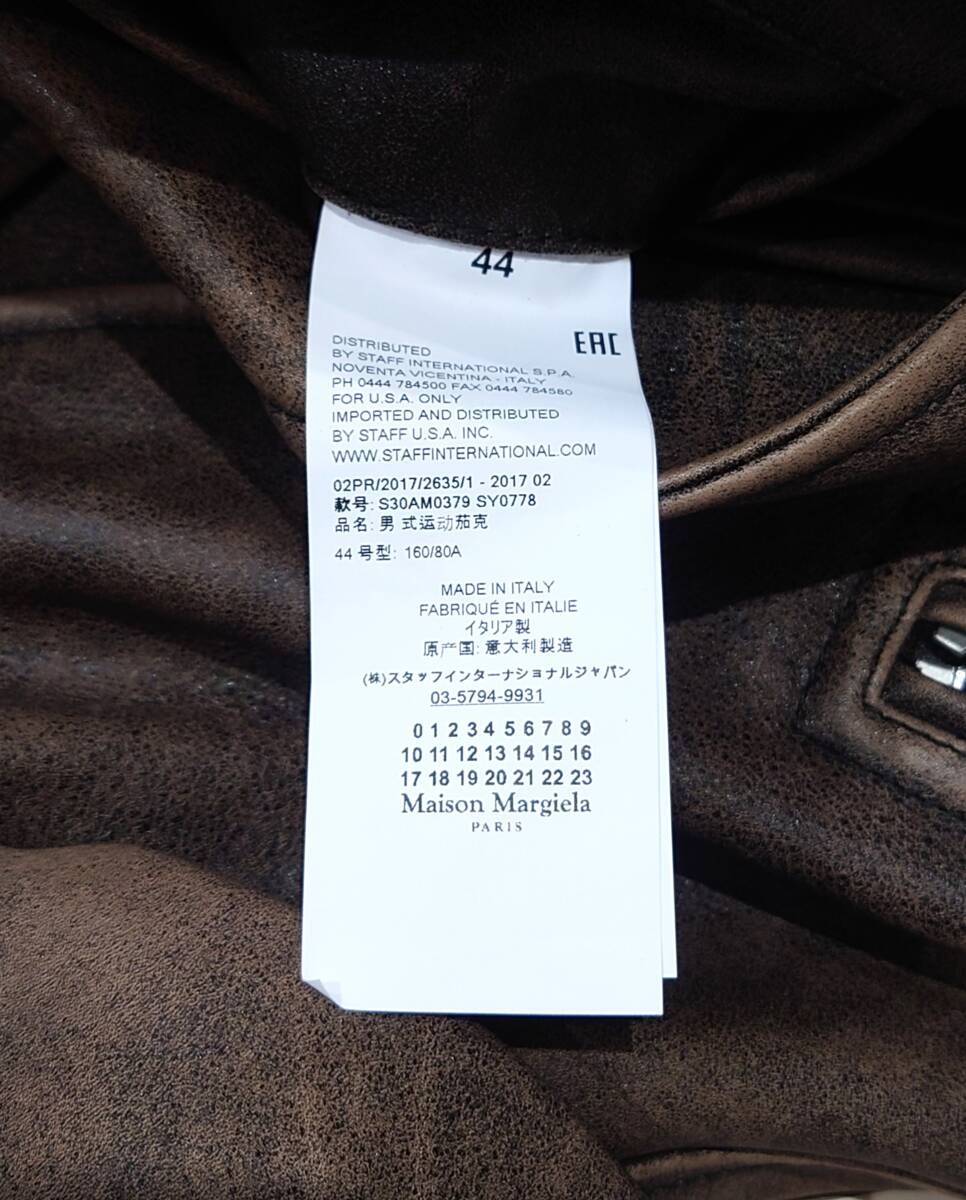 44
EAC
DISTRIBUTED
BY STAFF INTERNATIONAL S.P.A.
NOVENTA VICENTINA - ITALY
PH 0444 784500 FAX 0444 784580
FOR U.S.A. ONLY
IMPORTED AND DISTRIBUTED
BY STAFF U.S.A. INC.
WWW.STAFFINTERNATIONAL.COM
02PR/2017/2635/1 - 2017 02
款号: S30AM0379 SY0778
品名: 男 式运动茄克
44 号型: 160/80A
MADE IN ITALY
FABRIQUÉ EN ITALIE
イタリア製
原产国: 意大利製造
(株)スタッフインターナショナルジャパン
03-5794-9931
0 1 2 3 4 5 6 7 8 9
10 11 12 13 14 15 16
17 18 19 20 21 22 23
Maison Margiela
PARIS